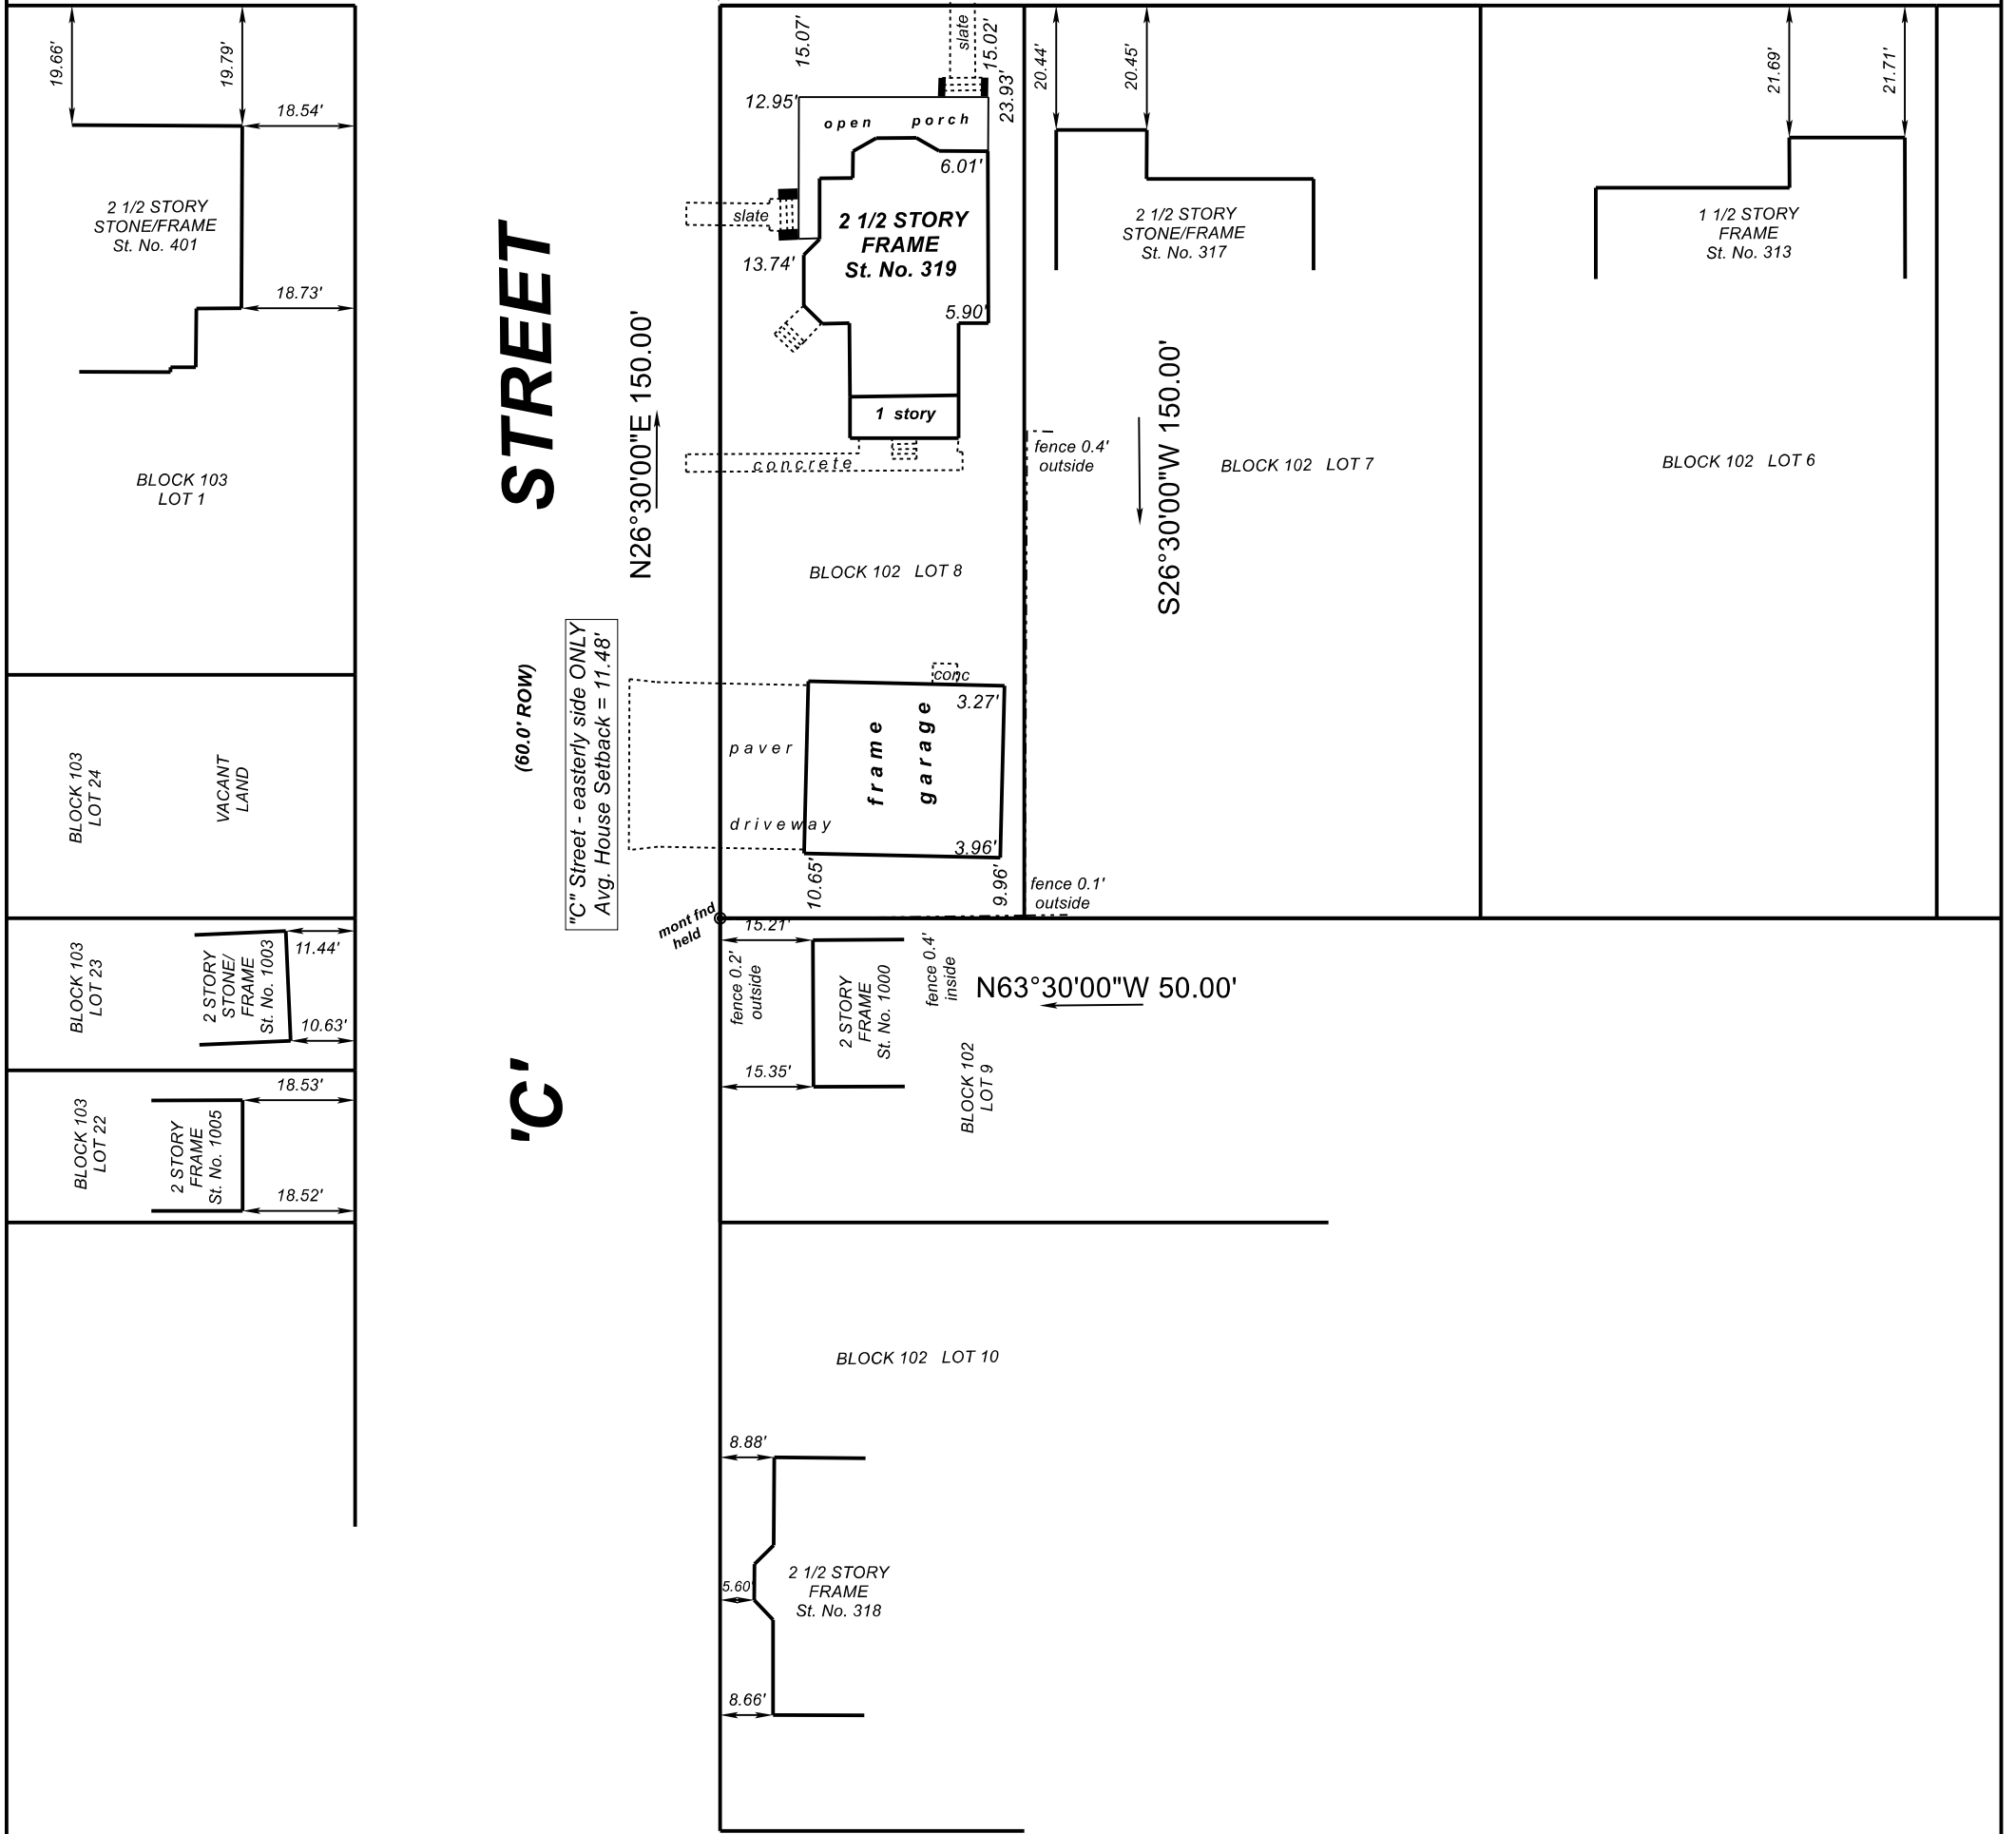 19.66'
19.79'
18.54'
2 1/2 STORY
STONE/FRAME
St. No. 401
18.73'
BLOCK 103
LOT 1
BLOCK 103
LOT 24
VACANT
LAND
BLOCK 103
LOT 23
2 STORY
STONE/
FRAME
St. No. 1003
11.44'
10.63'
BLOCK 103
LOT 22
2 STORY
FRAME
St. No. 1005
18.53'
18.52'
'C' STREET
(60.0' ROW)
"C" Street - easterly side ONLY
Avg. House Setback = 11.48'
N26°30'00"E 150.00'
15.07'
slate
15.02'
23.93'
12.95'
open porch
6.01'
slate
2 1/2 STORY
FRAME
St. No. 319
13.74'
5.90'
1 story
concrete
fence 0.4'
outside
S26°30'00"W 150.00'
BLOCK 102 LOT 8
conc
3.27'
paver
driveway
frame
garage
3.96'
10.65'
9.96'
fence 0.1'
outside
mont fnd
held
20.44'
20.45'
2 1/2 STORY
STONE/FRAME
St. No. 317
BLOCK 102 LOT 7
21.69'
21.71'
1 1/2 STORY
FRAME
St. No. 313
BLOCK 102 LOT 6
15.21'
fence 0.2'
outside
2 STORY
FRAME
St. No. 1000
fence 0.4'
inside
N63°30'00"W 50.00'
15.35'
BLOCK 102
LOT 9
BLOCK 102 LOT 10
8.88'
5.60'
2 1/2 STORY
FRAME
St. No. 318
8.66'